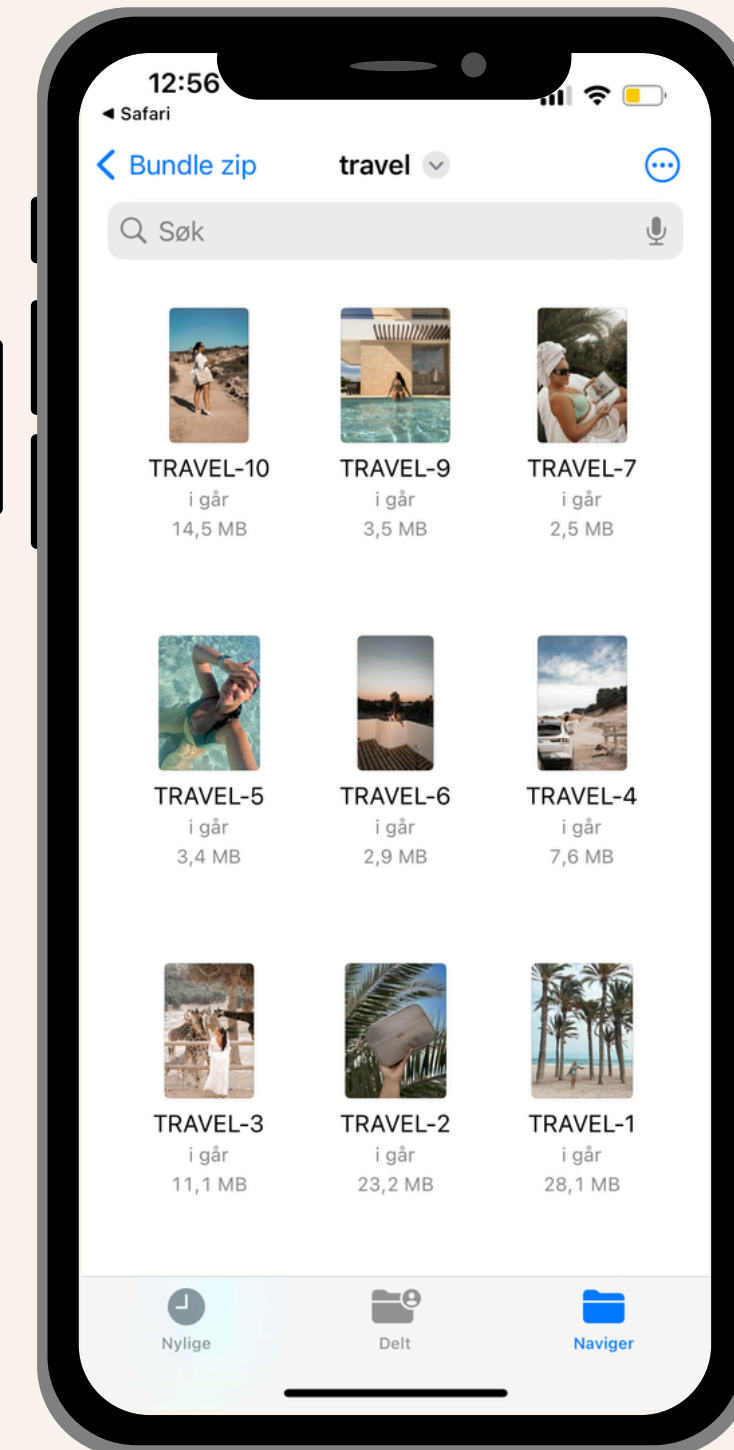 12:56
◀ Safari
Bundle zip travel
Søk
TRAVEL-10 TRAVEL-9 TRAVEL-7
i går i går i går
14,5 MB 3,5 MB 2,5 MB
TRAVEL-5 TRAVEL-6 TRAVEL-4
i går i går i går
3,4 MB 2,9 MB 7,6 MB
TRAVEL-3 TRAVEL-2 TRAVEL-1
i går i går i går
11,1 MB 23,2 MB 28,1 MB
Nylige Delt Naviger